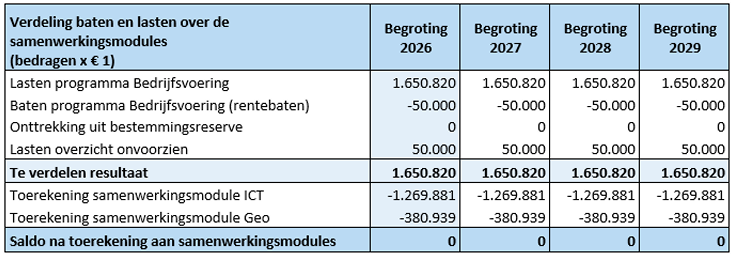 Verdeling baten en lasten over de samenwerkingsmodules (bedragen x € 1) Begroting 2026 Begroting 2027 Begroting 2028 Begroting 2029
Lasten programma Bedrijfsvoering 1.650.820 1.650.820 1.650.820 1.650.820
Baten programma Bedrijfsvoering (rentebaten) -50.000 -50.000 -50.000 -50.000
Onttrekking uit bestemmingsreserve 0 0 0 0
Lasten overzicht onvoorzien 50.000 50.000 50.000 50.000
Te verdelen resultaat 1.650.820 1.650.820 1.650.820 1.650.820
Toerekening samenwerkingsmodule ICT -1.269.881 -1.269.881 -1.269.881 -1.269.881
Toerekening samenwerkingsmodule Geo -380.939 -380.939 -380.939 -380.939
Saldo na toerekening aan samenwerkingsmodules 0 0 0 0